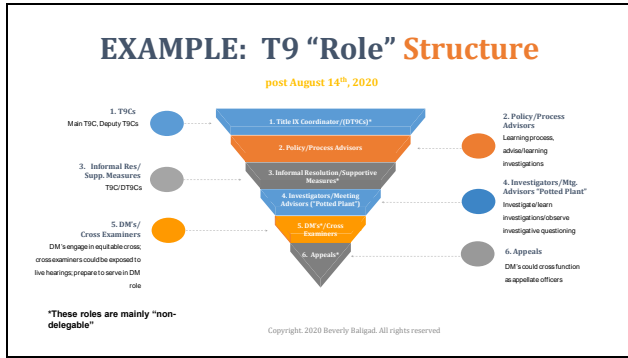 EXAMPLE: T9 “Role” Structure
post August 14th, 2020
1. T9Cs
Main T9C, Deputy T9Cs
3. Informal Res/
Supp. Measures
T9C/DT9Cs
5. DM's/
Cross Examiners
DM's engage in equitable cross;
cross examiners could be exposed to
live hearings; prepare to serve in DM
role
1. Title IX Coordinator/(DT9Cs)*
2. Policy/Process Advisors
3. Informal Resolution/Supportive
Measures*
4. Investigators/Meeting
Advisors (“Potted Plant”)
5. DM's*/Cross
Examiners
6. Appeals*
2. Policy/Process
Advisors
Learning process,
advise/learning
investigations
4. Investigators/Mtg.
Advisors “Potted Plant”
Investigate/learn
investigations/observe
investigative questioning
6. Appeals
DM's could cross function
as appellate officers
*These roles are mainly “non-
delegable”
Copyright. 2020 Beverly Baligad. All rights reserved